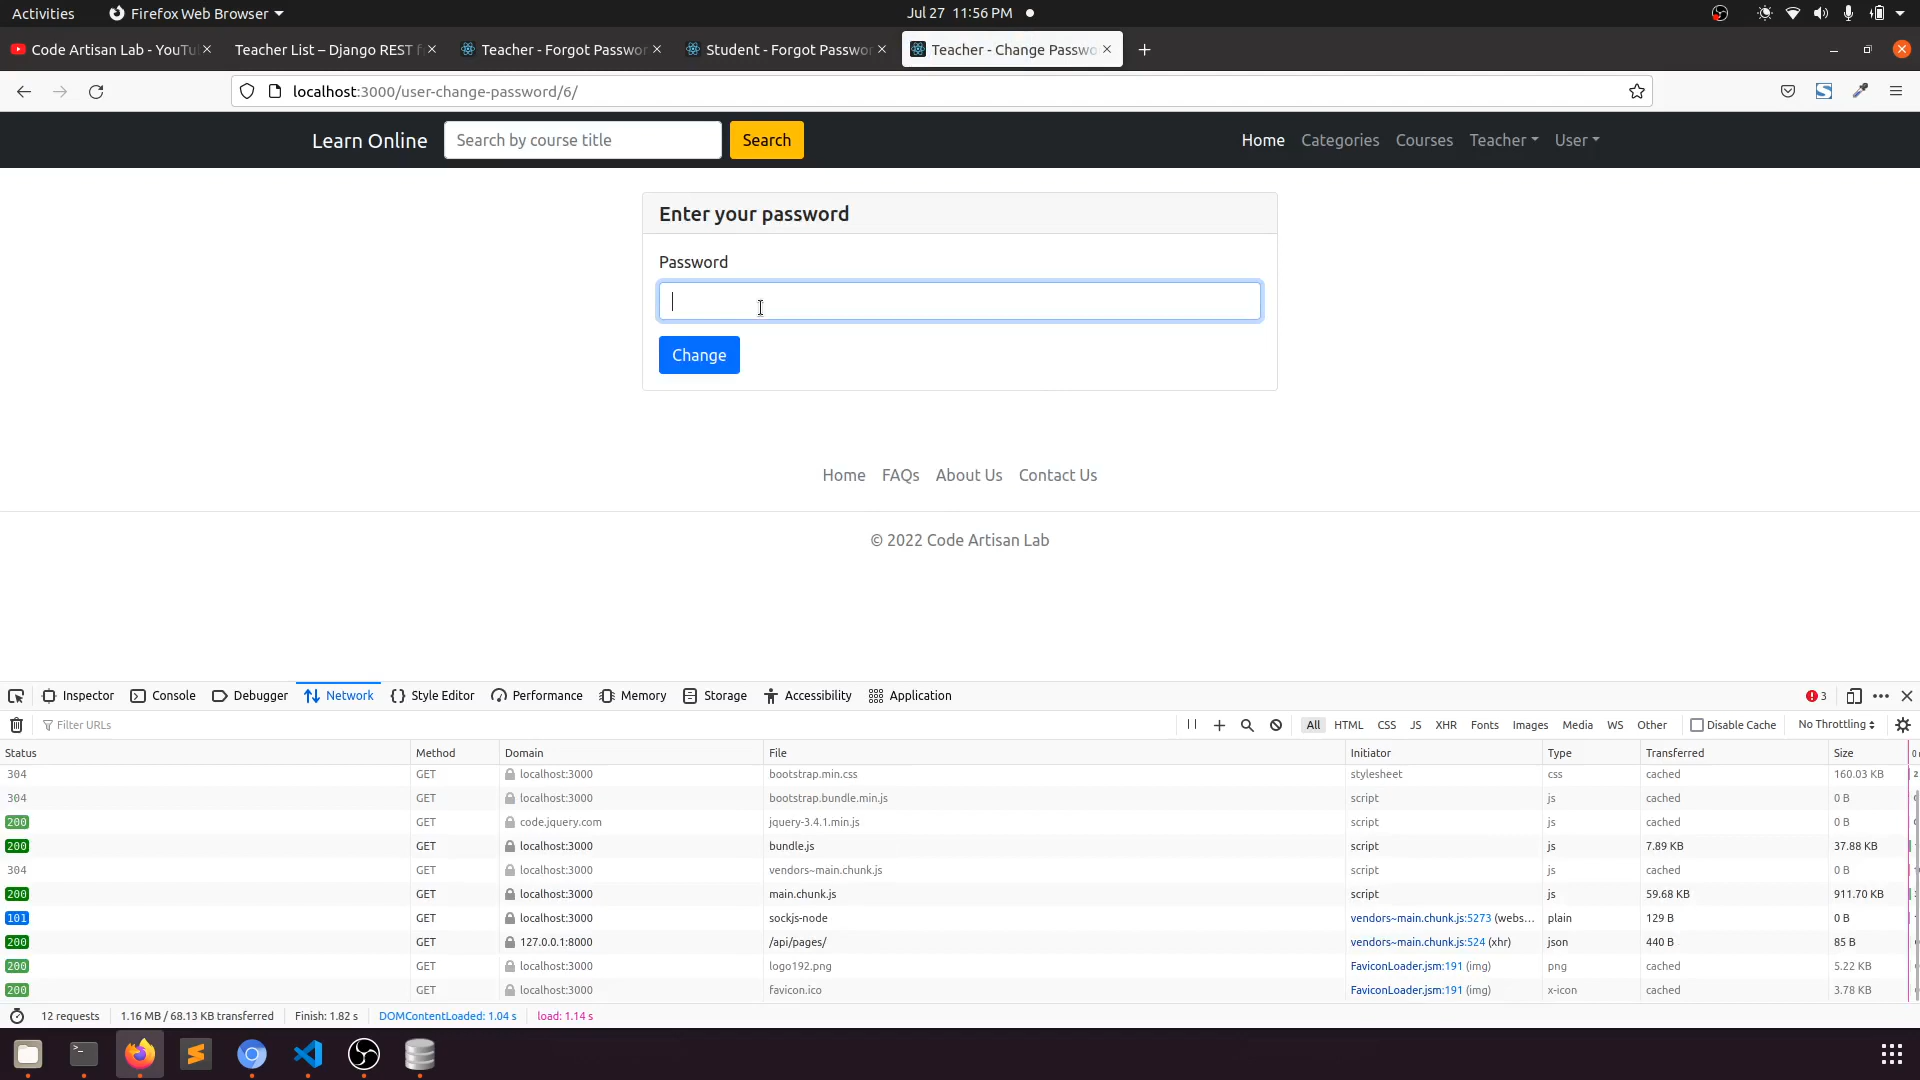 Activities Firefox Web Browser Jul 27 11:56 PM
Code Artisan Lab - YouTu Teacher List – Django REST f Teacher - Forgot Passwor Student - Forgot Passwor Teacher - Change Passwo
localhost:3000/user-change-password/6/
Learn Online Search by course title Search Home Categories Courses Teacher User
Enter your password
Password
Change
Home FAQs About Us Contact Us
© 2022 Code Artisan Lab
Inspector Console Debugger Network Style Editor Performance Memory Storage Accessibility Application 3
Filter URLs All HTML CSS JS XHR Fonts Images Media WS Other Disable Cache No Throttling
Status Method Domain File Initiator Type Transferred Size
304 GET localhost:3000 bootstrap.min.css stylesheet css cached 160.03 KB
304 GET localhost:3000 bootstrap.bundle.min.js script js cached 0 B
200 GET code.jquery.com jquery-3.4.1.min.js script js cached 0 B
200 GET localhost:3000 bundle.js script js 7.89 KB 37.88 KB
304 GET localhost:3000 vendors~main.chunk.js script js cached 0 B
200 GET localhost:3000 main.chunk.js script js 59.68 KB 911.70 KB
101 GET localhost:3000 sockjs-node vendors~main.chunk.js:5273 (webs... plain 129 B 0 B
200 GET 127.0.0.1:8000 /api/pages/ vendors~main.chunk.js:524 (xhr) json 440 B 85 B
200 GET localhost:3000 logo192.png FaviconLoader.jsm:191 (img) png cached 5.22 KB
200 GET localhost:3000 favicon.ico FaviconLoader.jsm:191 (img) x-icon cached 3.78 KB
12 requests 1.16 MB / 68.13 KB transferred Finish: 1.82 s DOMContentLoaded: 1.04 s load: 1.14 s